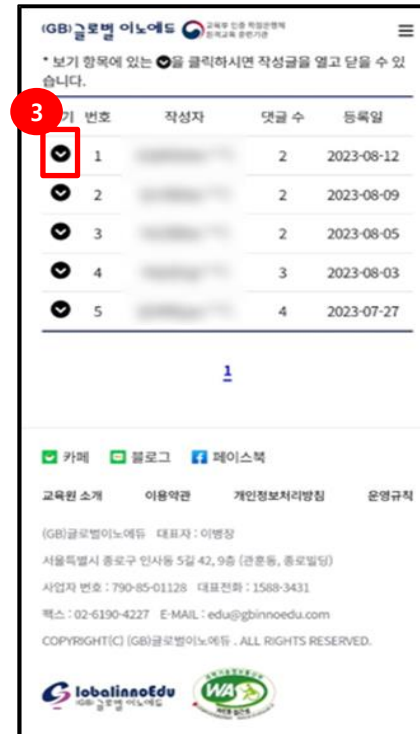 (GB)글로벌 이노에듀 교육부 인증 학점은행제
원격교육 훈련기관
* 보기 항목에 있는 을 클릭하시면 작성글을 열고 닫을 수 있
습니다.
3
기 번호 작성자 댓글 수 등록일
1 2 2023-08-12
2 2 2023-08-09
3 2 2023-08-05
4 3 2023-08-03
5 4 2023-07-27
1
카페 블로그 페이스북
교육원 소개 이용약관 개인정보처리방침 운영규칙
(GB)글로벌이노에듀 대표자 : 이병장
서울특별시 종로구 인사동 5길 42, 9층 (관훈동, 종로빌딩)
사업자 번호 : 790-85-01128 대표전화 : 1588-3431
팩스 : 02-6190-4227 E-MAIL : edu@gbinnoedu.com
COPYRIGHT(C) (GB)글로벌이노에듀 . ALL RIGHTS RESERVED.
GlobalinnoEdu
(GB)글로벌 이노에듀
WA